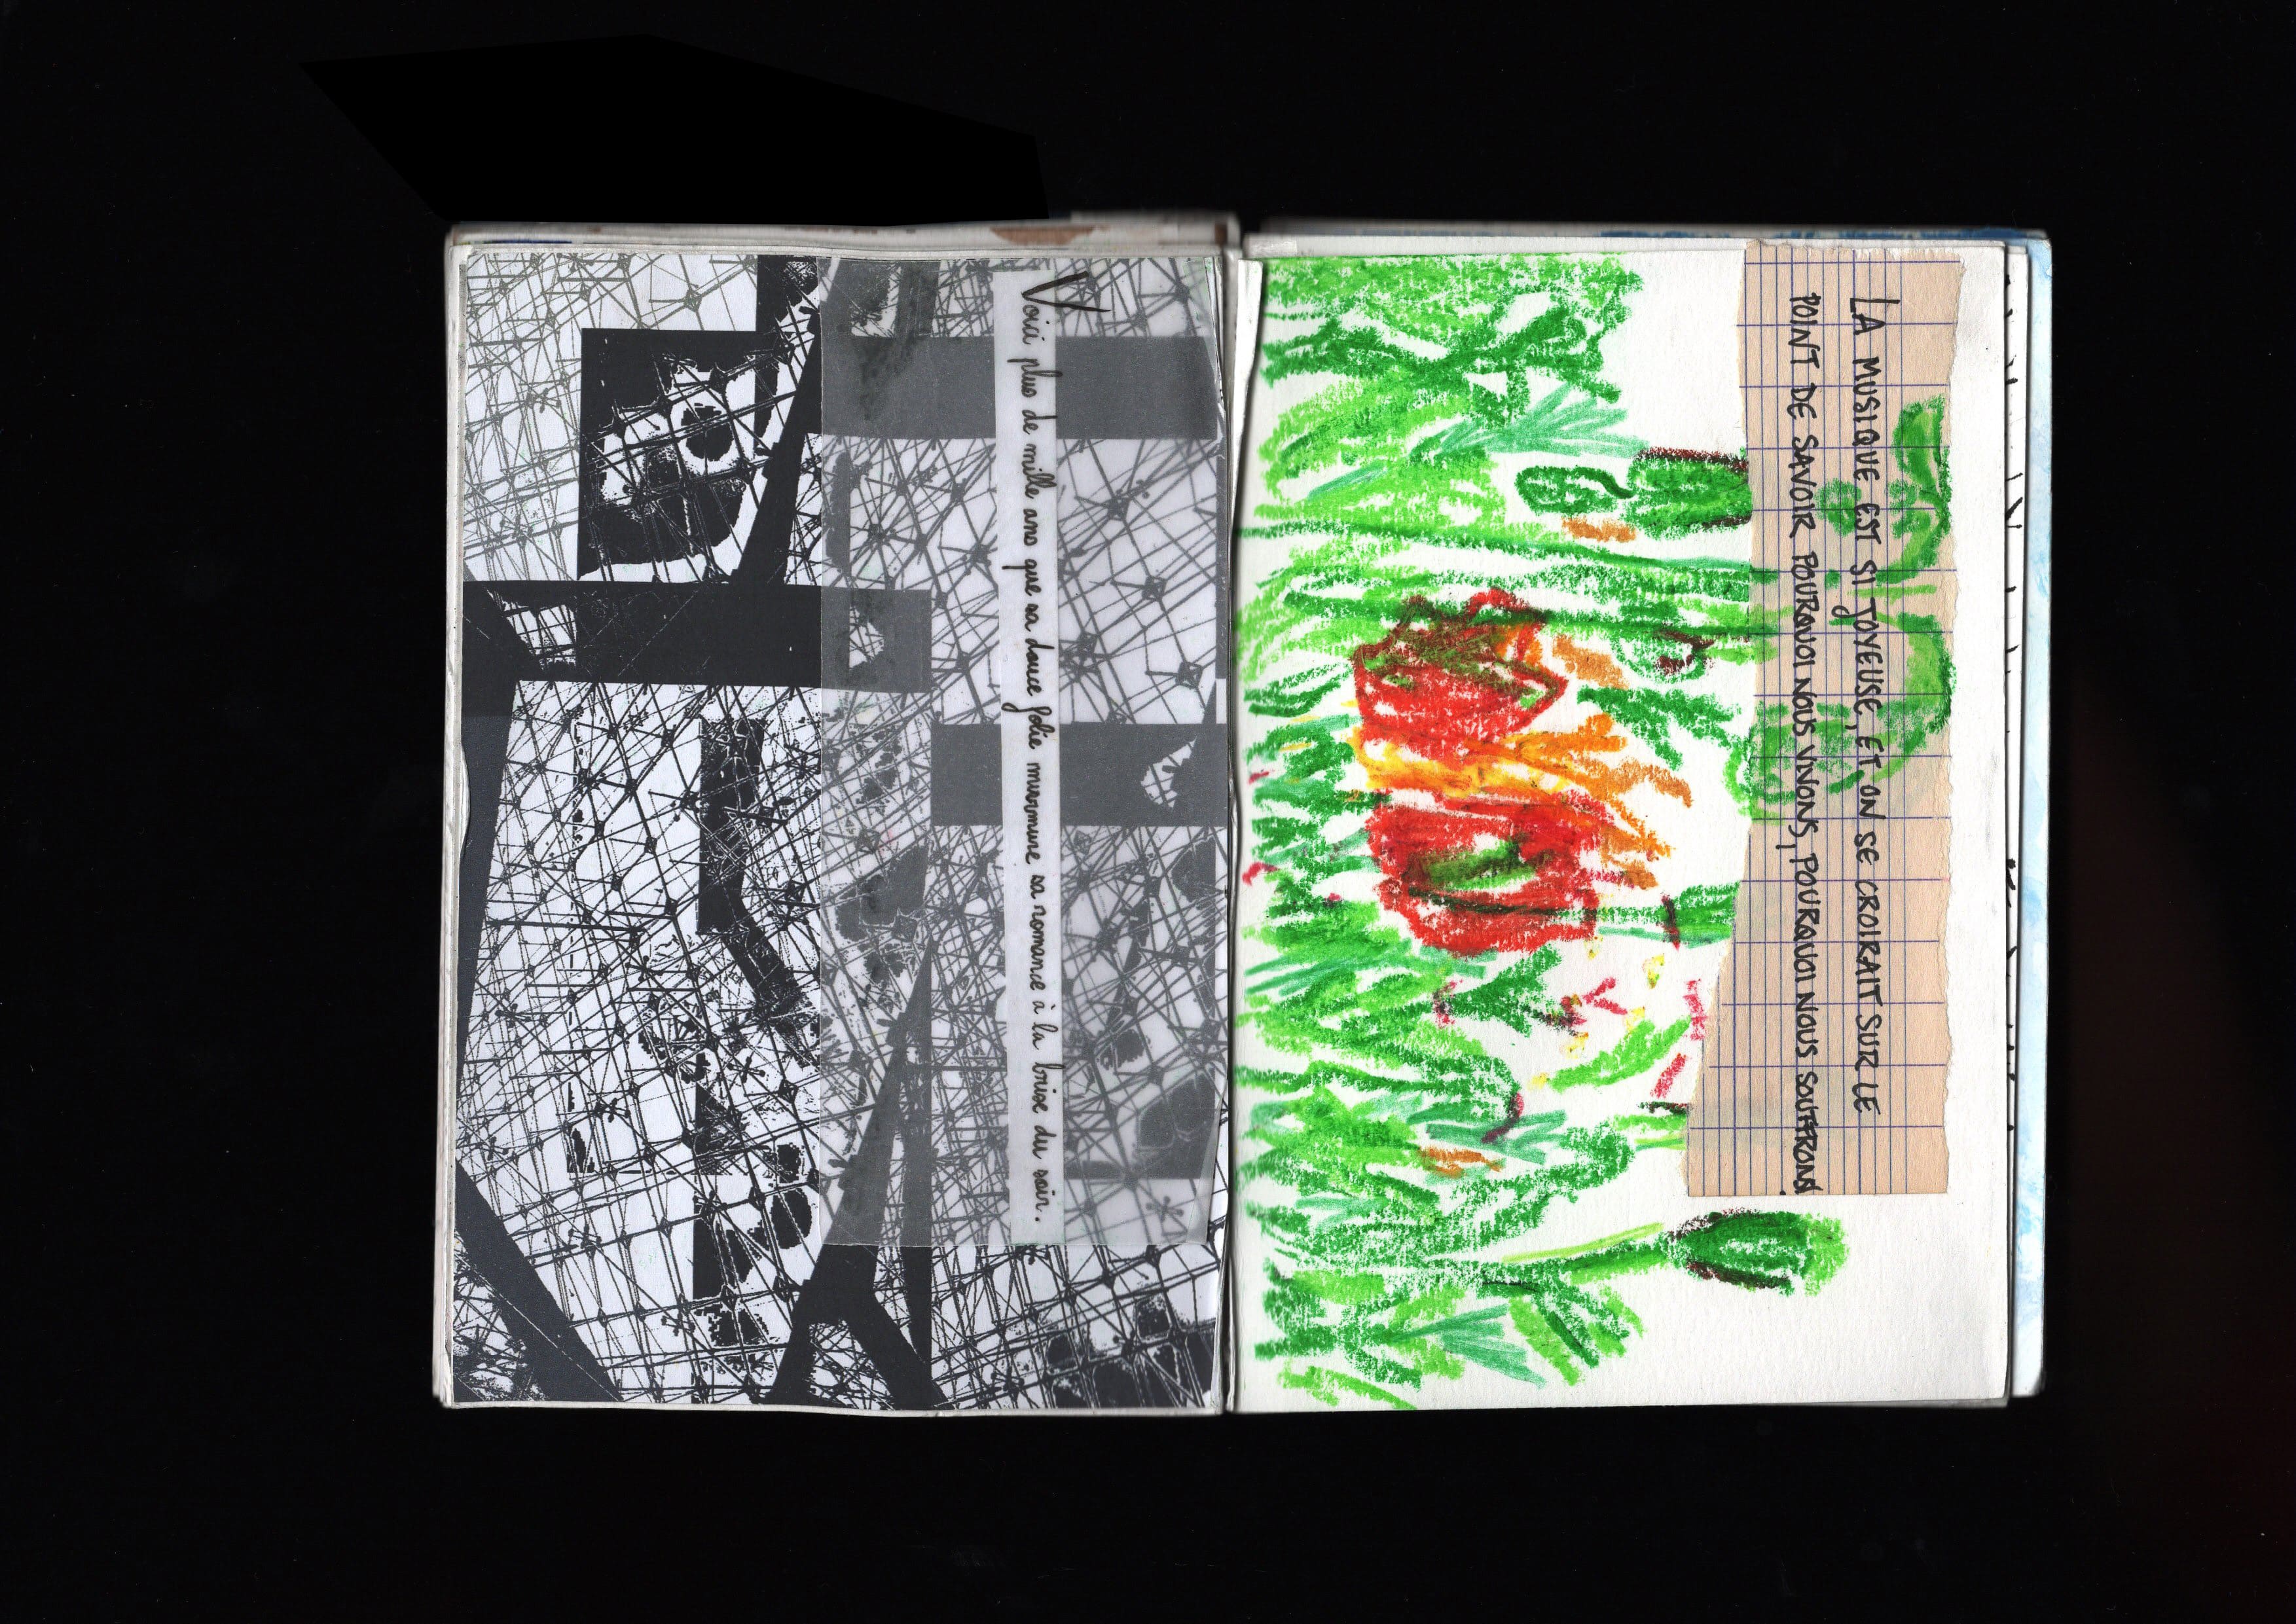 LA MUSIQUE EST SI JOYEUSE, ET ON SE CROIRAIT SUR LE
POINT DE SAVOIR POURQUOI NOUS VIVONS, POURQUOI NOUS SOUFFRONS.
Voici plus de mille ans que sa douce folie murmure sa romance à la brise du soir.